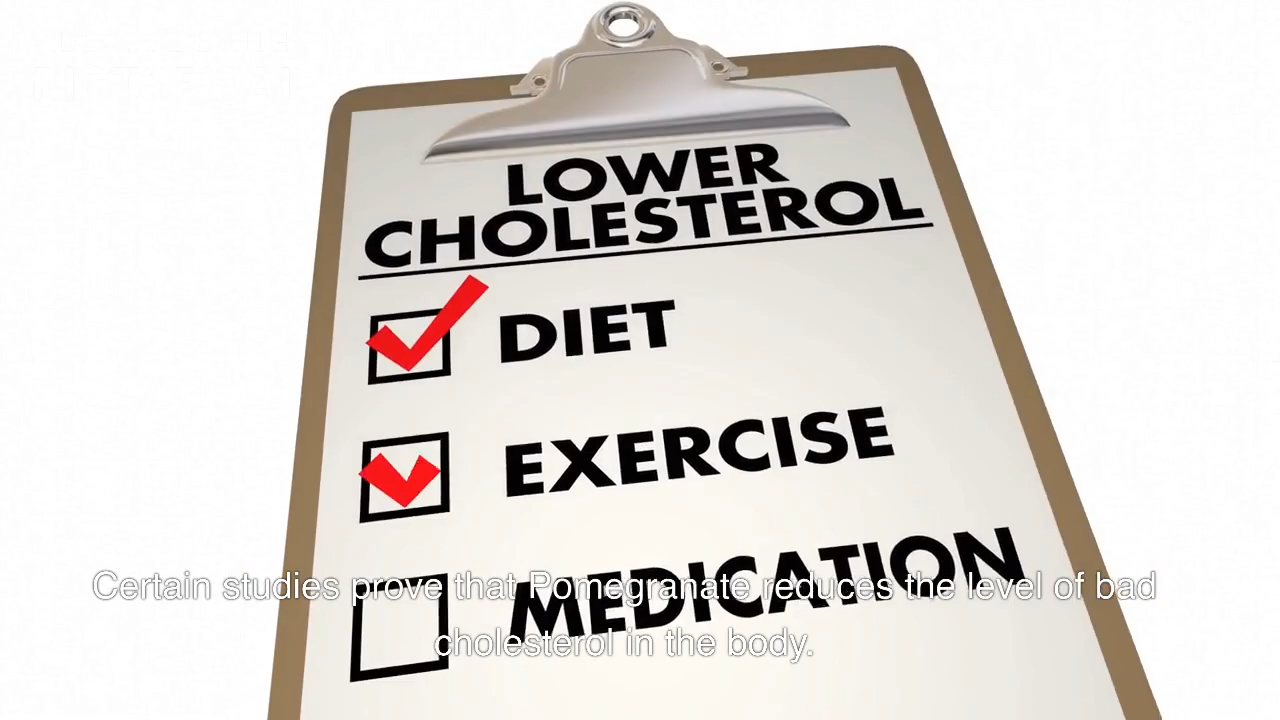 LOWER
CHOLESTEROL
DIET
EXERCISE
MEDICATION
Certain studies prove that Pomegranate reduces the level of bad
cholesterol in the body.